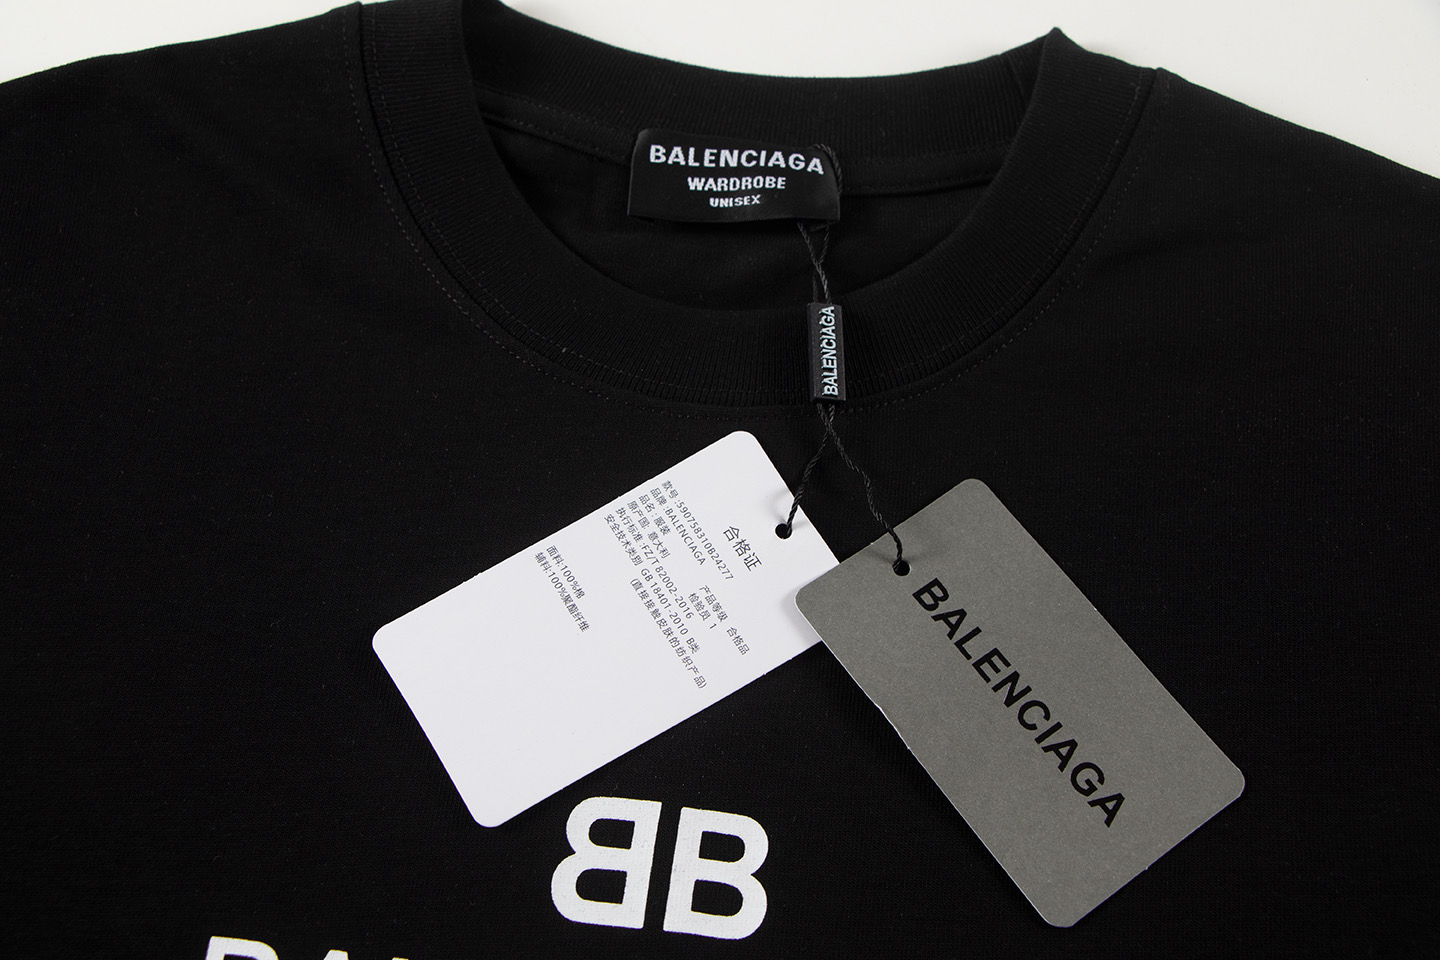 BALENCIAGA
WARDROBE
UNISEX
BALENCIAGA
合格证
款号:590758310B24277
品牌:BALENCIAGA
产品等级 合格品
品名:服装
检验员 1
原产国:意大利
执行标准:FZ/T 82002-2016
安全技术类别 GB 18401-2010 B类
(直接接触皮肤的纺织产品)
面料:100%棉
辅料:100%聚酯纤维
BALENCIAGA
BB